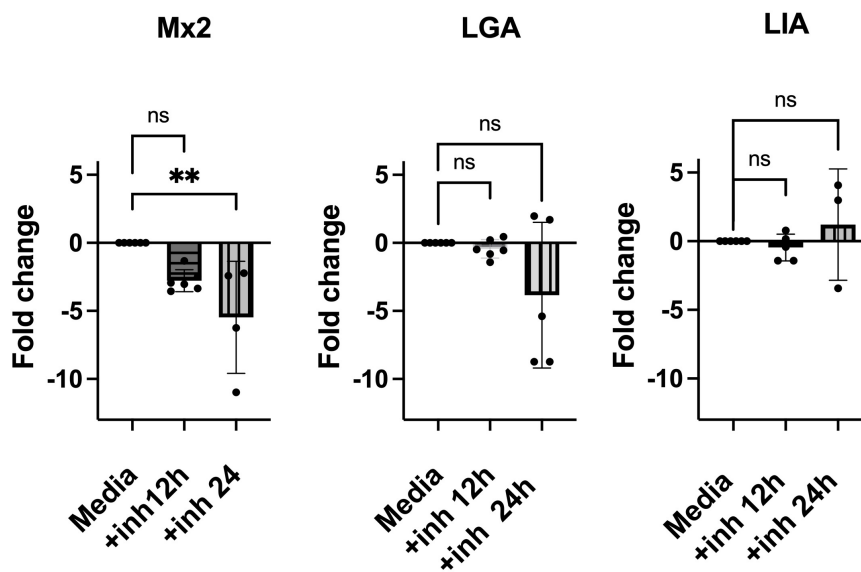 Mx2
ns
**
Fold change
5
0
-5
-10
Media
+inh12h
+inh 24
LGA
ns
ns
Fold change
5
0
-5
-10
Media
+inh 12h
+inh 24h
LIA
ns
ns
Fold change
5
0
-5
-10
Media
+inh 12h
+inh 24h